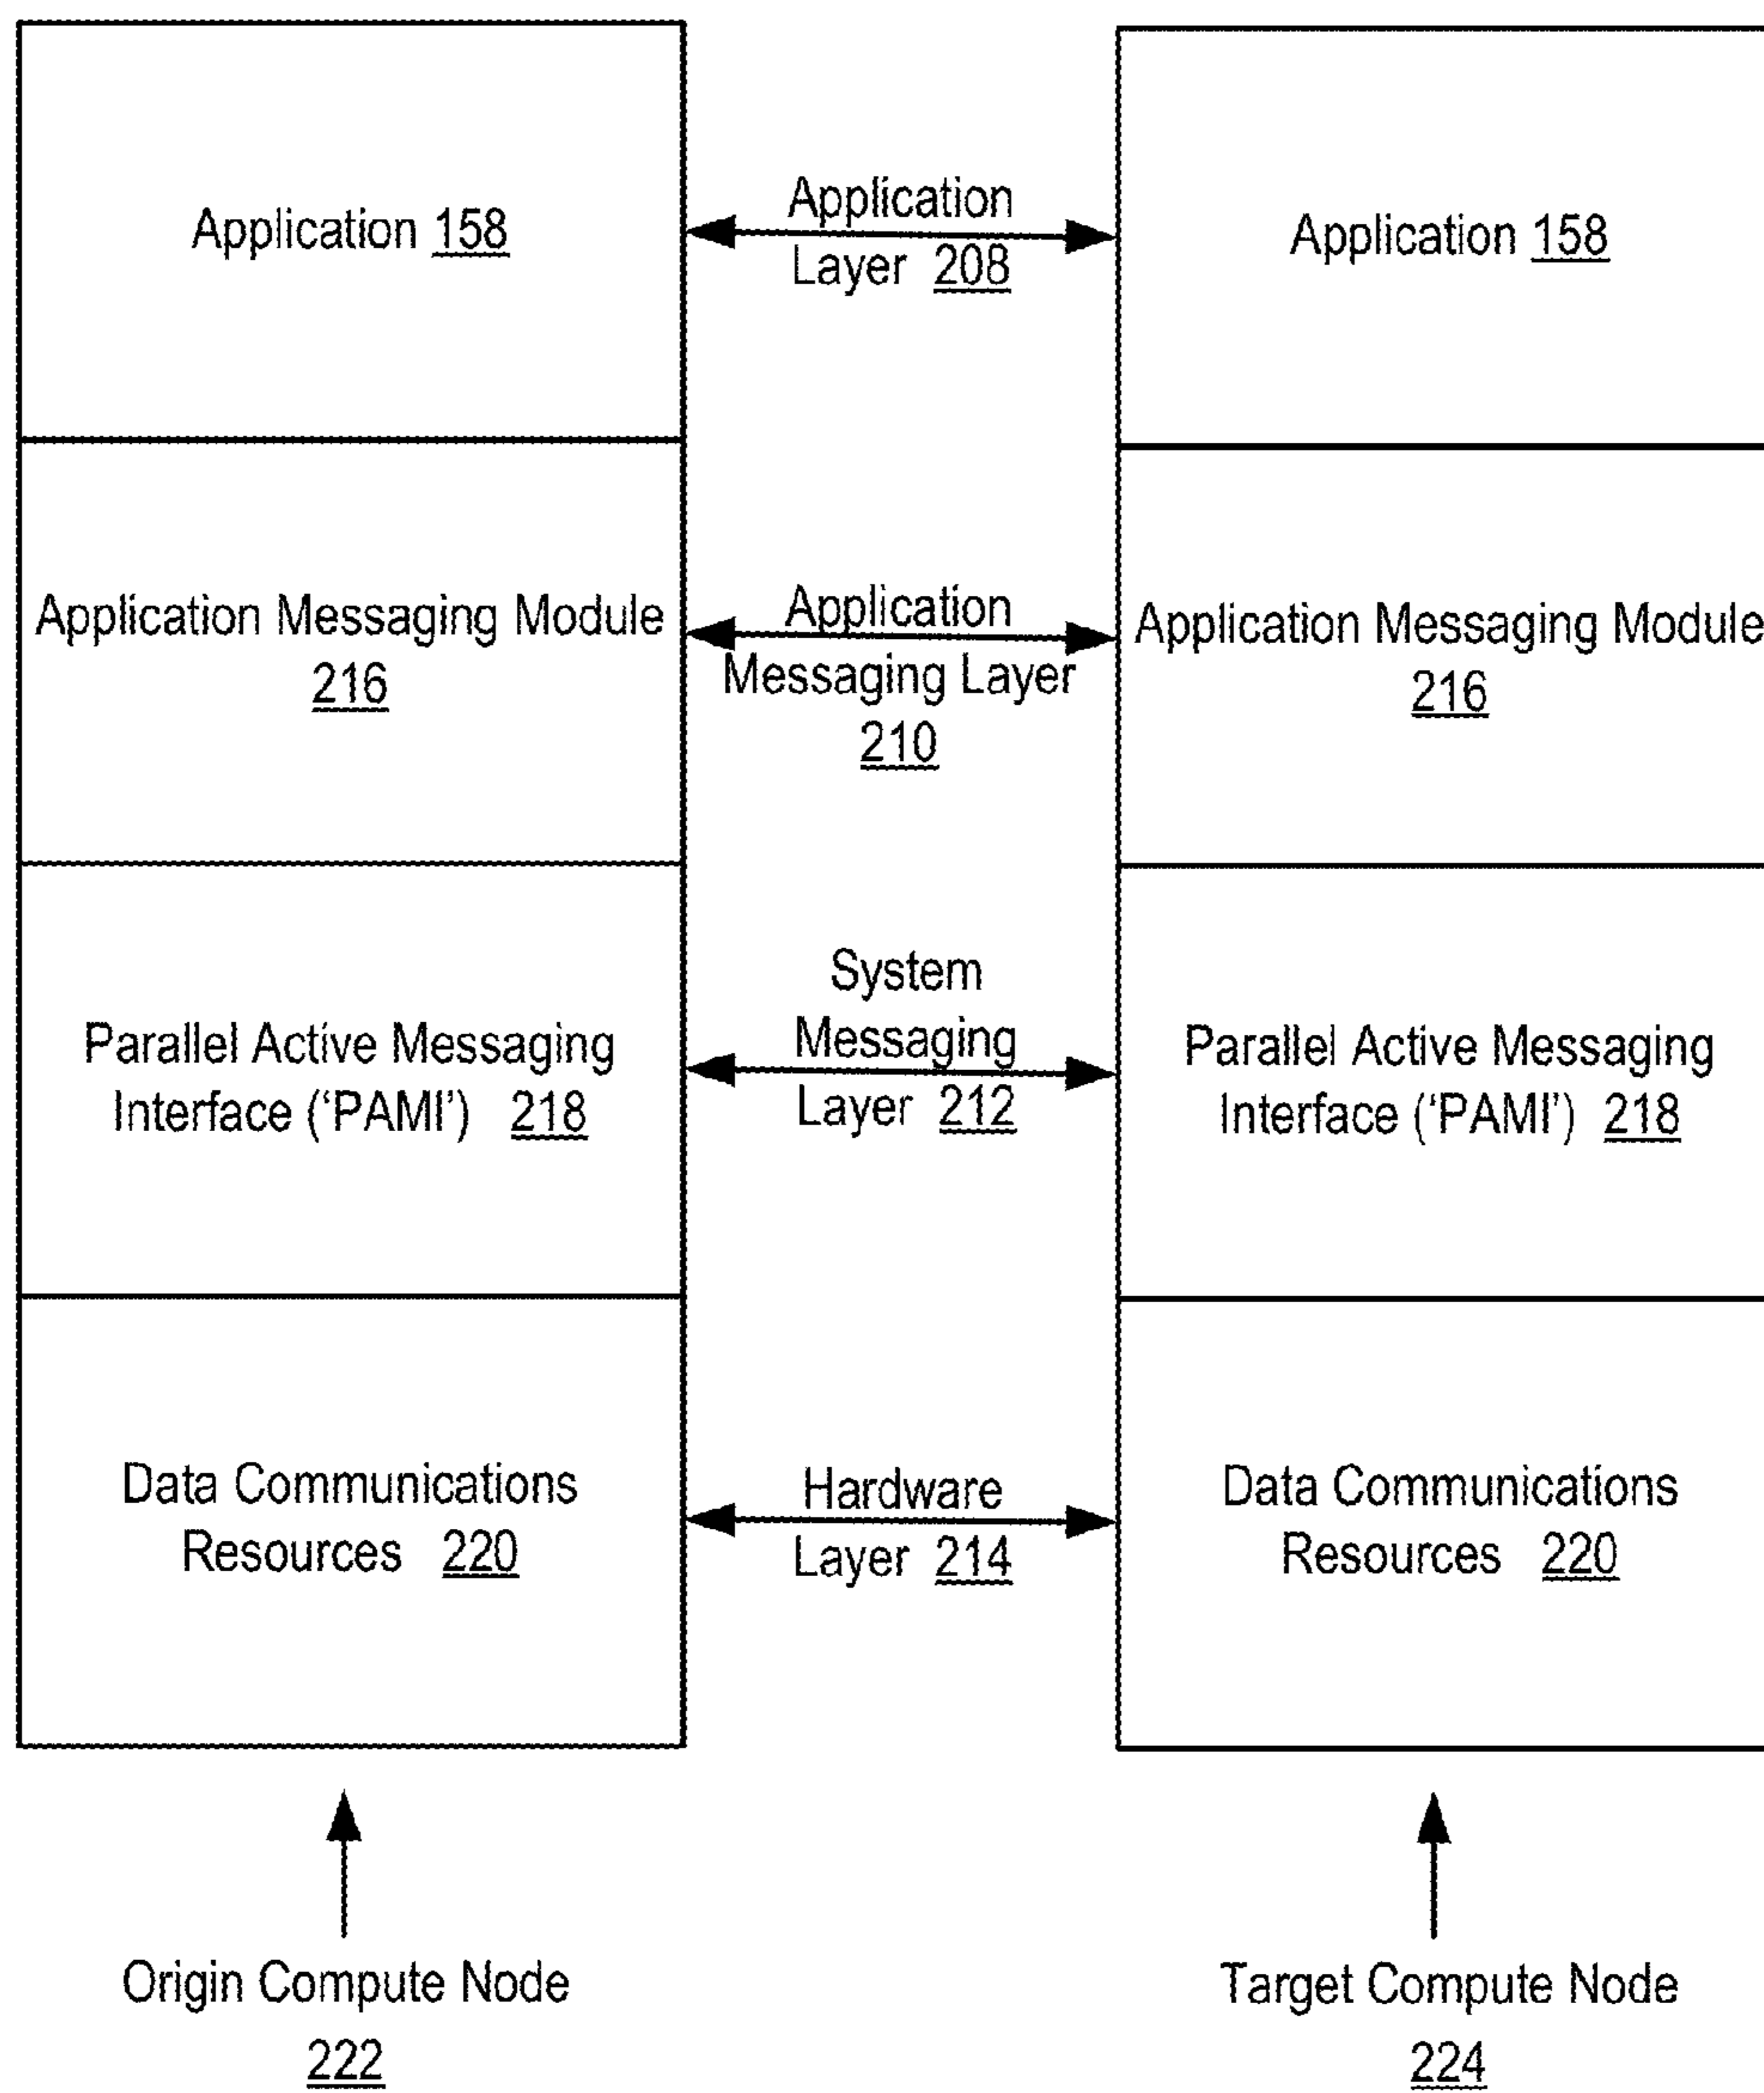 Application 158
Application
Layer 208
Application 158
Application Messaging Module
216
Application
Messaging Layer
210
Application Messaging Module
216
Parallel Active Messaging
Interface (‘PAMI’) 218
System
Messaging
Layer 212
Parallel Active Messaging
Interface (‘PAMI’) 218
Data Communications
Resources 220
Hardware
Layer 214
Data Communications
Resources 220
Origin Compute Node
222
Target Compute Node
224